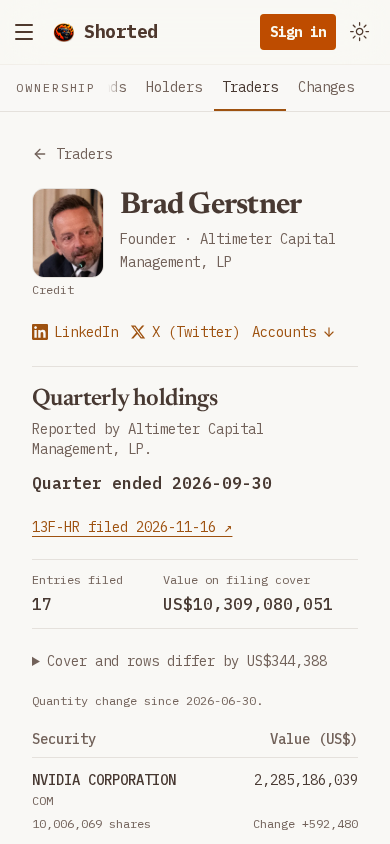 Shorted
Sign in
OWNERSHIP
Holders
Traders
Changes
← Traders
Brad Gerstner
Founder · Altimeter Capital
Management, LP
Credit
LinkedIn
X (Twitter)
Accounts ↓
Quarterly holdings
Reported by Altimeter Capital
Management, LP.
Quarter ended 2026-09-30
13F-HR filed 2026-11-16 ↗
Entries filed
Value on filing cover
17
US$10,309,080,051
▶ Cover and rows differ by US$344,388
Quantity change since 2026-06-30.
Security
Value (US$)
NVIDIA CORPORATION
2,285,186,039
COM
10,006,069 shares
Change +592,480